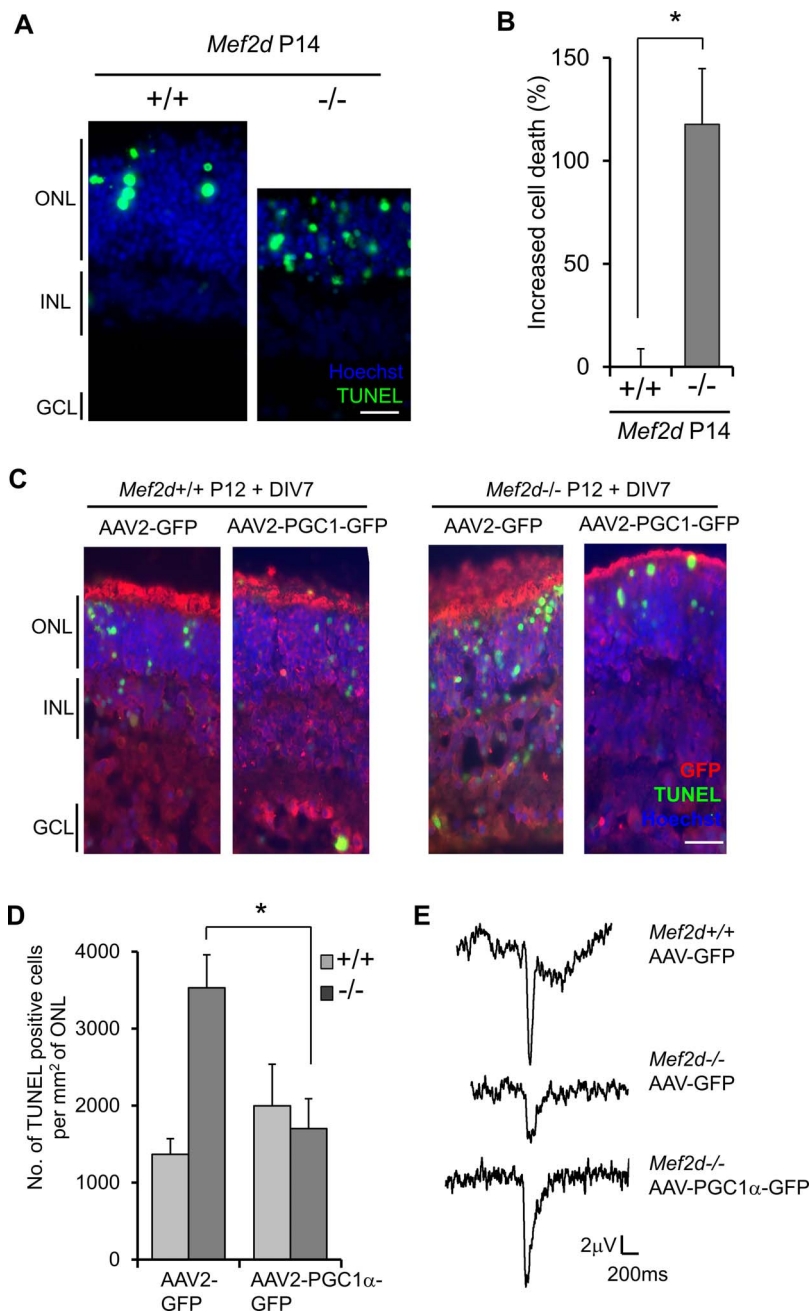 A
Mef2d P14
+/+ -/-
ONL
INL
GCL
Hoechst
TUNEL
B
Increased cell death (%)
150
100
50
0
*
+/+ -/-
Mef2d P14
C
Mef2d+/+ P12 + DIV7
AAV2-GFP AAV2-PGC1-GFP
Mef2d-/- P12 + DIV7
AAV2-GFP AAV2-PGC1-GFP
ONL
INL
GCL
GFP
TUNEL
Hoechst
D
No. of TUNEL positive cells
per mm² of ONL
4000
3000
2000
1000
0
*
+/+
-/-
AAV2-
GFP
AAV2-PGC1α-
GFP
E
Mef2d+/+
AAV-GFP
Mef2d-/-
AAV-GFP
Mef2d-/-
AAV-PGC1α-GFP
2μV
200ms